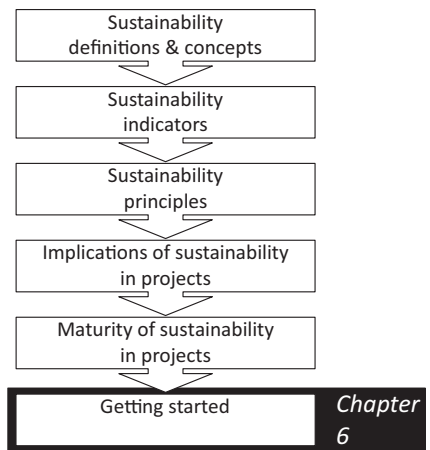 Sustainability
definitions & concepts
Sustainability
indicators
Sustainability
principles
Implications of sustainability
in projects
Maturity of sustainability
in projects
Getting started
Chapter
6